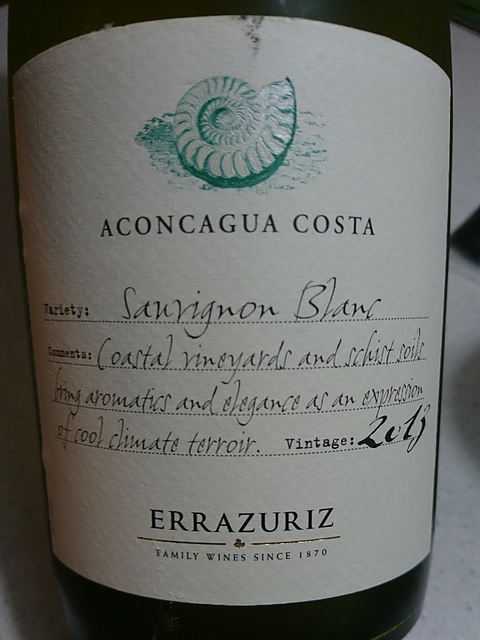 ACONCAGUA COSTA
Variety: Sauvignon Blanc
Comments: Coastal vineyards and schist soils
bring aromatics and elegance as an expression
of cool climate terroir. Vintage: 2013
ERRAZURIZ
FAMILY WINES SINCE 1870